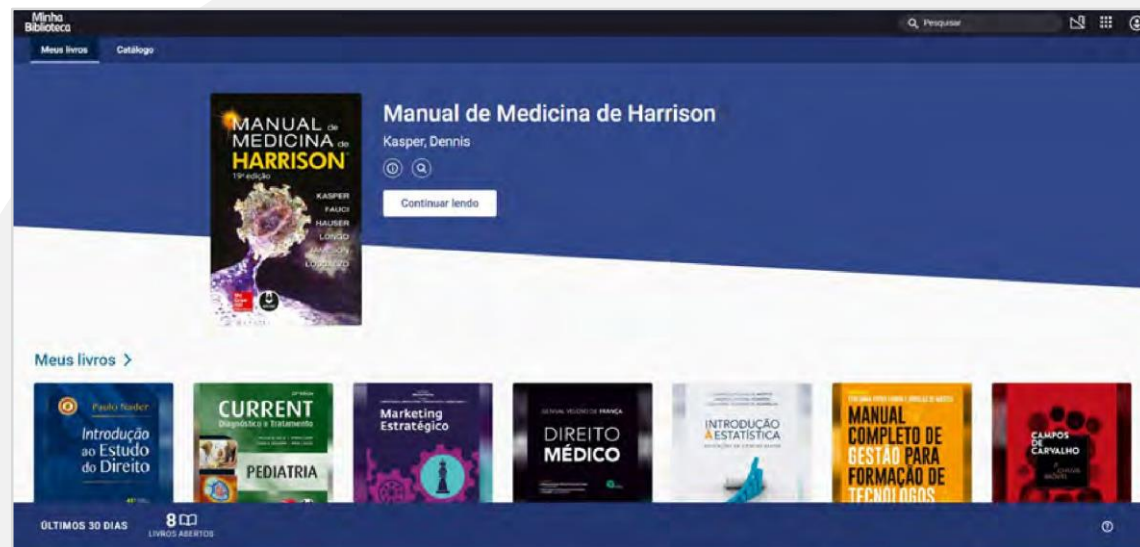 Minha
Biblioteca
Pesquisar
Meus livros
Catálogo
MANUAL de
MEDICINA de
HARRISON
19ª edição
KASPER
FAUCI
HAUSER
LONGO
JAMESON
LOSCALZO
Manual de Medicina de Harrison
Kasper, Dennis
Continuar lendo
Meus livros
Paulo Nader
Introdução
ao Estudo
do Direito
CURRENT
Diagnóstico e Tratamento
PEDIATRIA
Marketing
Estratégico
GENIVAL VELOSO DE FRANÇA
DIREITO
MÉDICO
INTRODUÇÃO
À ESTATÍSTICA
MANUAL
COMPLETO DE
GESTÃO PARA
FORMAÇÃO DE
TECNÓLOGOS
CAMPOS
DE
CARVALHO
ÚLTIMOS 30 DIAS
8
LIVROS ABERTOS